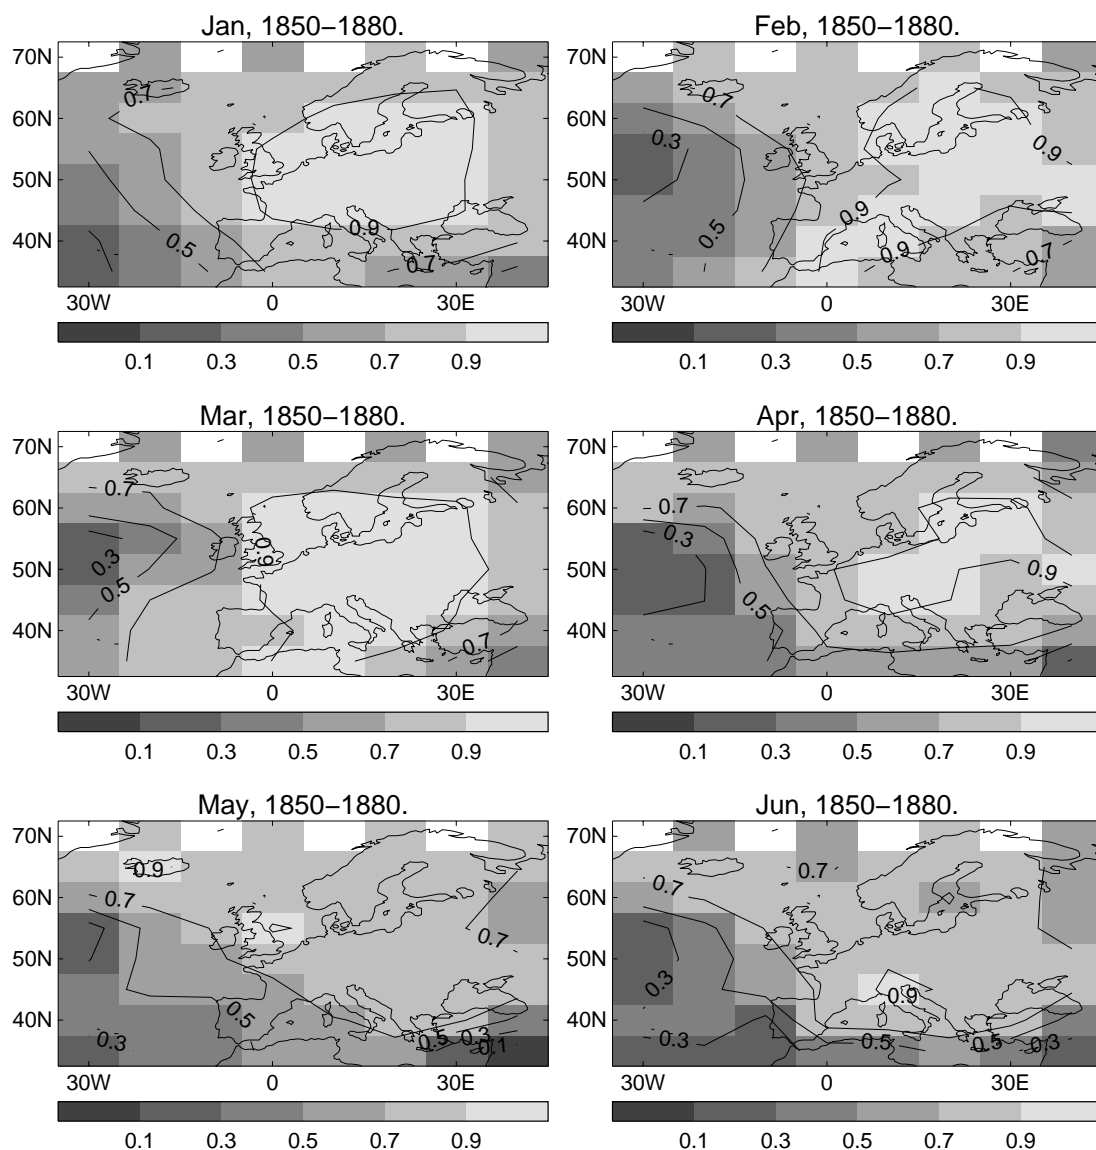 Jan, 1850−1880.
Feb, 1850−1880.
70N
0.7
0.7
70N
60N
0.3
0.9
60N
50N
50N
0.9
0.9
40N
0.5
0.7
0.5
0.9
0.7
40N
30W 0 30E
30W 0 30E
0.1 0.3 0.5 0.7 0.9
0.1 0.3 0.5 0.7 0.9
Mar, 1850−1880.
Apr, 1850−1880.
70N
70N
0.7
0.7
60N
0.3
0.9
0.3
60N
50N
0.5
0.9
50N
0.5
40N
0.7
40N
30W 0 30E
30W 0 30E
0.1 0.3 0.5 0.7 0.9
0.1 0.3 0.5 0.7 0.9
May, 1850−1880.
Jun, 1850−1880.
70N
70N
0.9
0.7
0.7
60N
0.7
60N
0.7
50N
50N
0.3
0.9
0.5
40N
0.3
0.5
0.3
0.1
0.3
0.5
0.5
0.3
40N
30W 0 30E
30W 0 30E
0.1 0.3 0.5 0.7 0.9
0.1 0.3 0.5 0.7 0.9